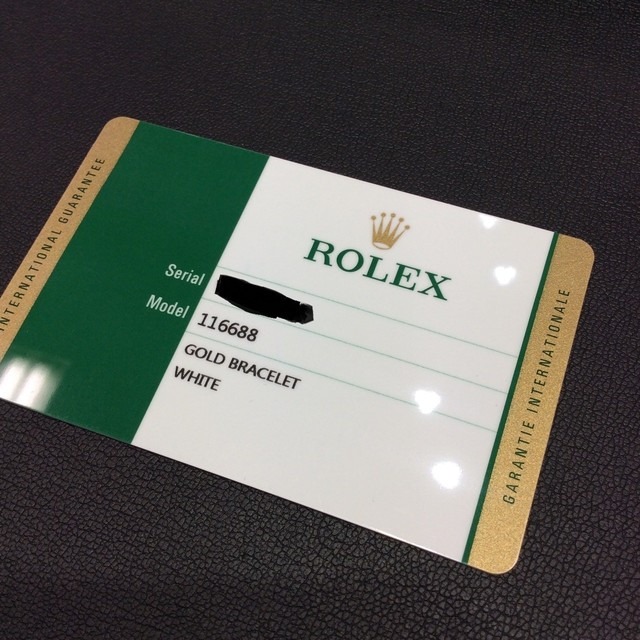 INTERNATIONAL GUARANTEE
ROLEX
Serial
Model
116688
GOLD BRACELET
WHITE
GARANTIE INTERNATIONALE